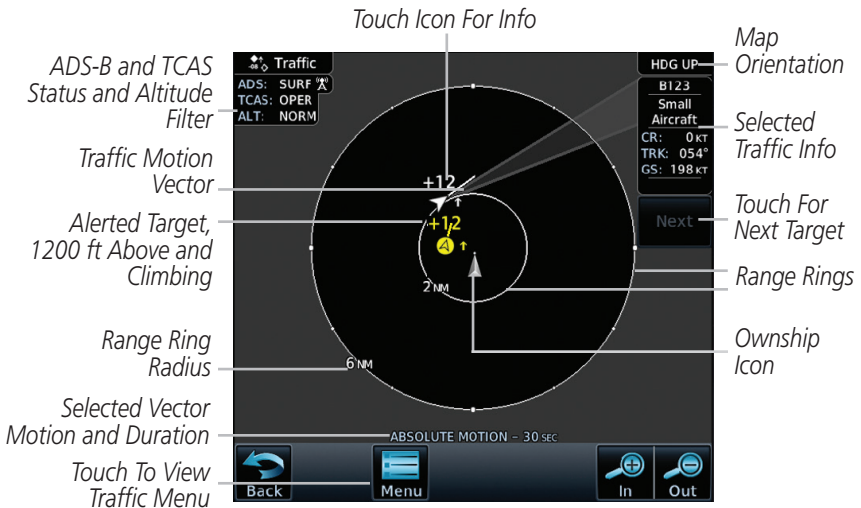 Touch Icon For Info
ADS-B and TCAS
Status and Altitude
Filter
Traffic Motion
Vector
Alerted Target,
1200 ft Above and
Climbing
Range Ring
Radius
Selected Vector
Motion and Duration
Touch To View
Traffic Menu
Traffic
ADS: SURF
TCAS: OPER
ALT: NORM
+12
+12
2 NM
6 NM
ABSOLUTE MOTION – 30 SEC
Back
Menu
In
Out
HDG UP
B123
Small
Aircraft
CR: 0 KT
TRK: 054°
GS: 198 KT
Next
Map
Orientation
Selected
Traffic Info
Touch For
Next Target
Range Rings
Ownship
Icon